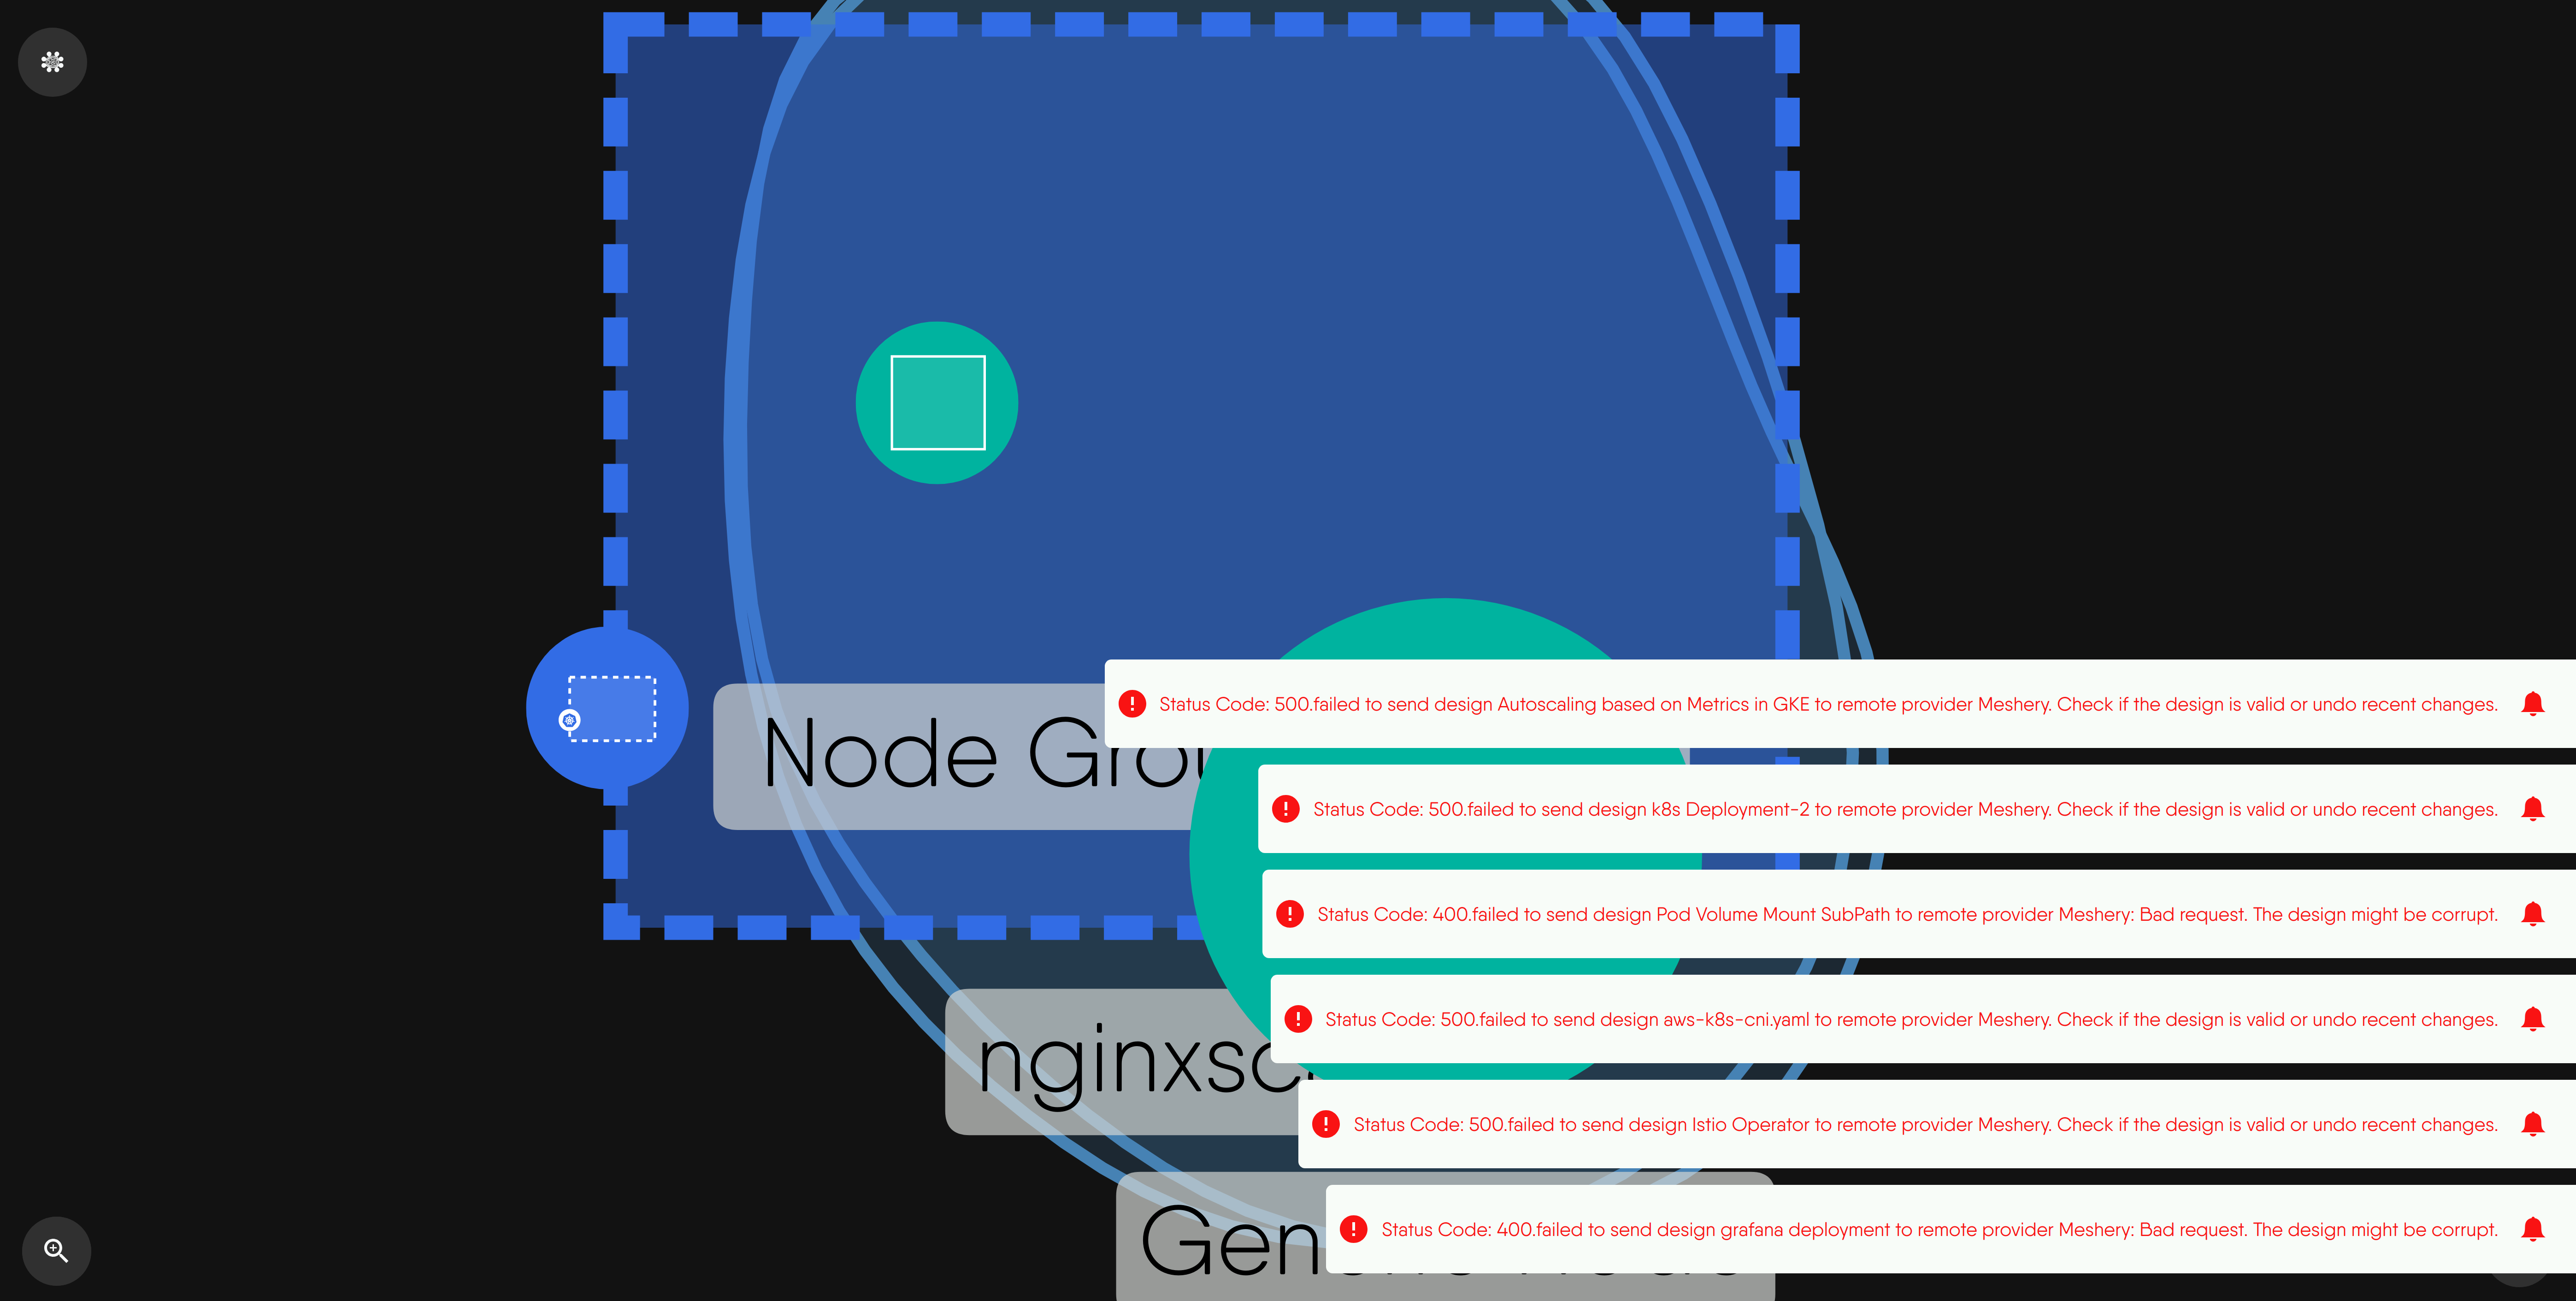 Status Code: 500.failed to send design Autoscaling based on Metrics in GKE to remote provider Meshery. Check if the design is valid or undo recent changes.
Node
Status Code: 500.failed to send design k8s Deployment-2 to remote provider Meshery. Check if the design is valid or undo recent changes.
Status Code: 400.failed to send design Pod Volume Mount SubPath to remote provider Meshery: Bad request. The design might be corrupt.
Status Code: 500.failed to send design aws-k8s-cni.yaml to remote provider Meshery. Check if the design is valid or undo recent changes.
Status Code: 500.failed to send design Istio Operator to remote provider Meshery. Check if the design is valid or undo recent changes.
Status Code: 400.failed to send design grafana deployment to remote provider Meshery: Bad request. The design might be corrupt.